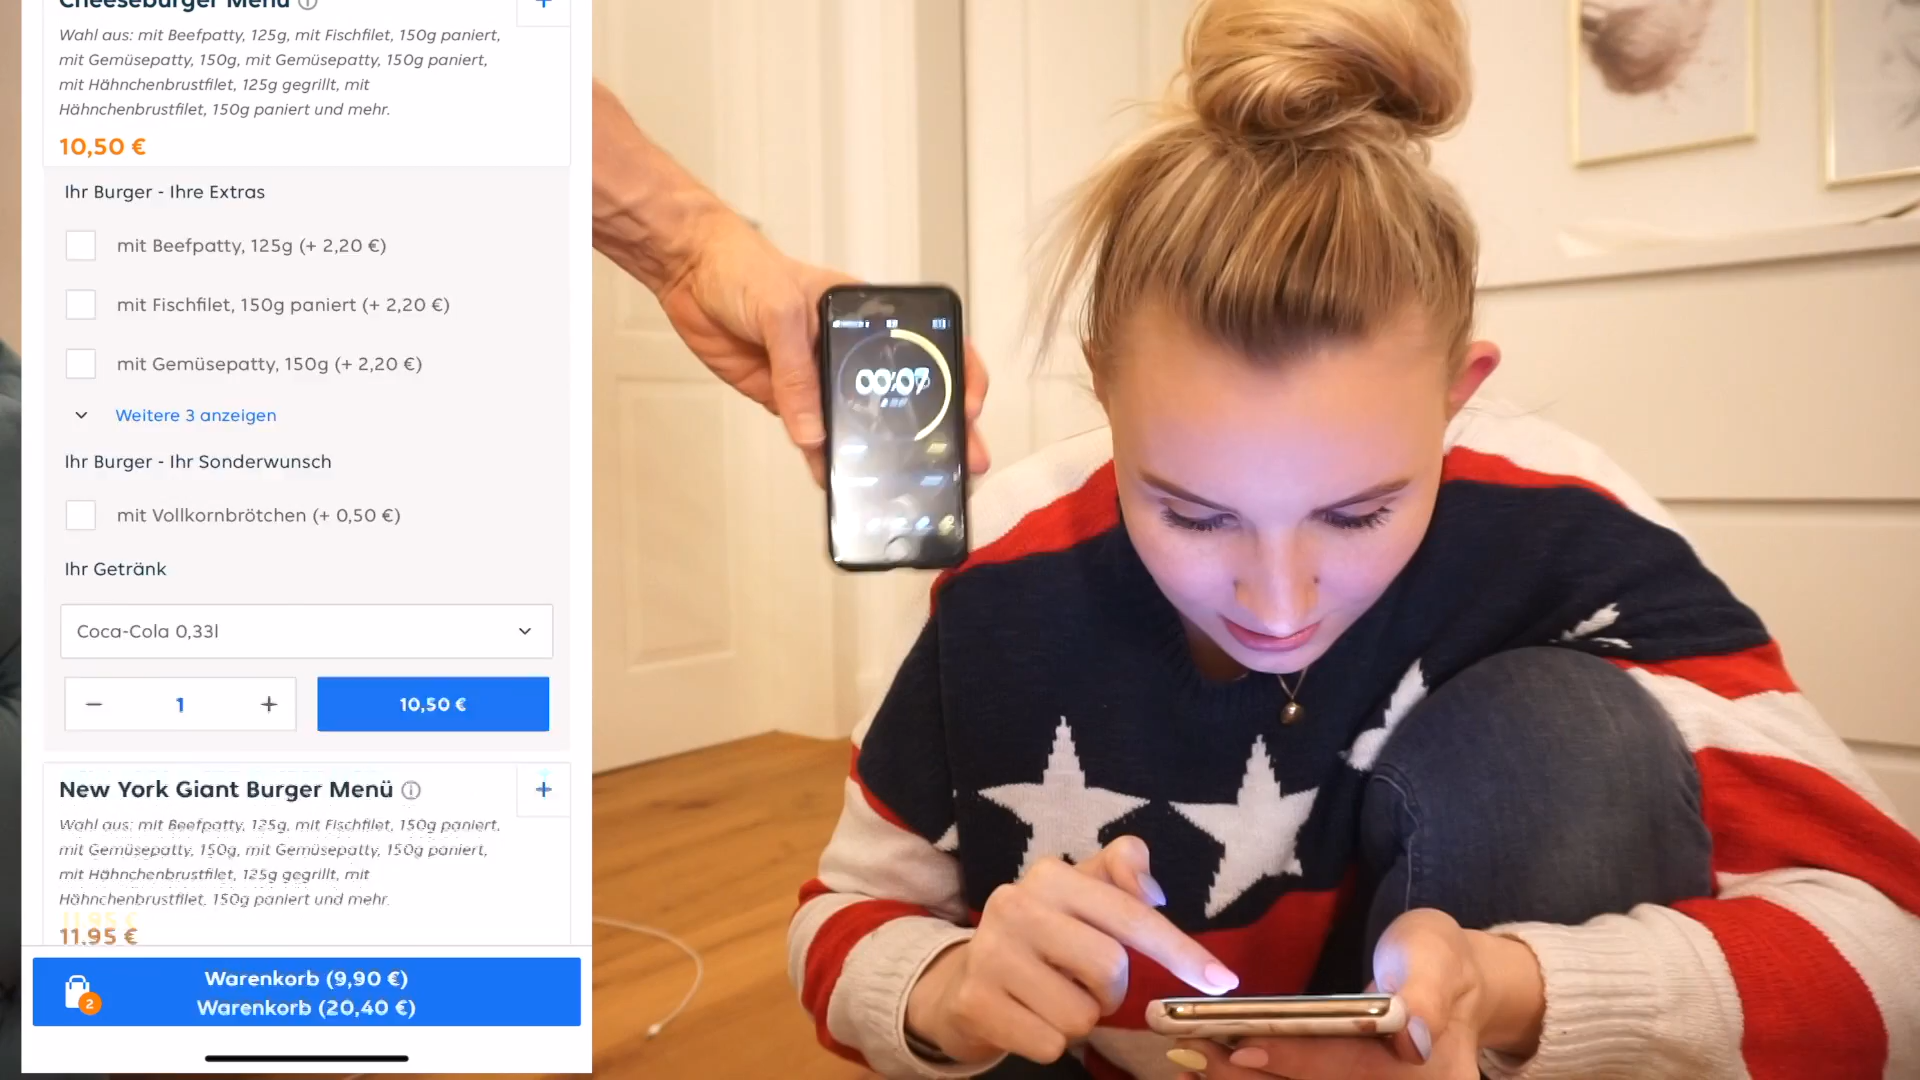 Cheeseburger Menü
Wahl aus: mit Beefpatty, 125g, mit Fischfilet, 150g paniert,
mit Gemüsepatty, 150g, mit Gemüsepatty, 150g paniert,
mit Hähnchenbrustfilet, 125g gegrillt, mit
Hähnchenbrustfilet, 150g paniert und mehr.
10,50 €
Ihr Burger - Ihre Extras
mit Beefpatty, 125g (+ 2,20 €)
mit Fischfilet, 150g paniert (+ 2,20 €)
mit Gemüsepatty, 150g (+ 2,20 €)
Weitere 3 anzeigen
Ihr Burger - Ihr Sonderwunsch
mit Vollkornbrötchen (+ 0,50 €)
Ihr Getränk
Coca-Cola 0,33l
− 1 +
10,50 €
New York Giant Burger Menü
Wahl aus: mit Beefpatty, 125g, mit Fischfilet, 150g paniert,
mit Gemüsepatty, 150g, mit Gemüsepatty, 150g paniert,
mit Hähnchenbrustfilet, 125g gegrillt, mit
Hähnchenbrustfilet, 150g paniert und mehr.
11,95 €
11,95 €
2
Warenkorb (9,90 €)
Warenkorb (20,40 €)
00:07